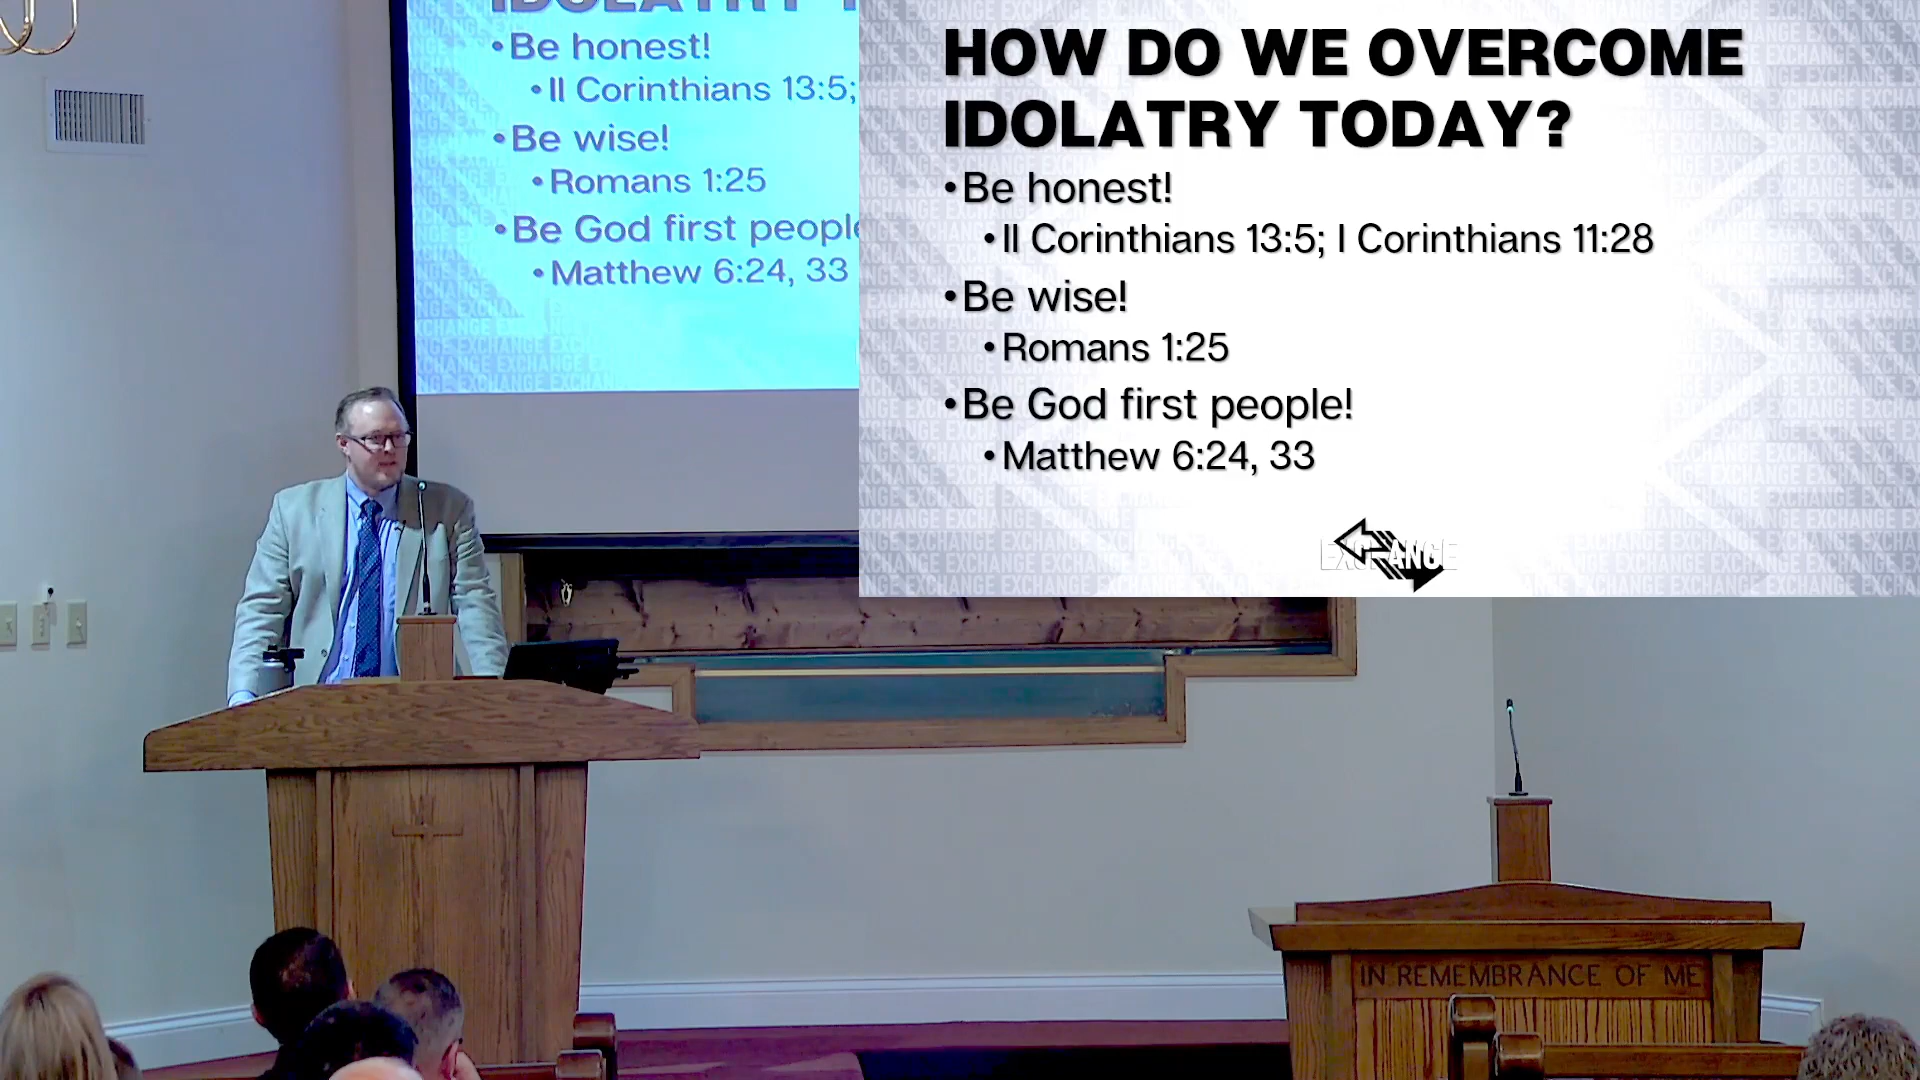 IDOLATRY T
•Be honest!
•II Corinthians 13:5;
•Be wise!
•Romans 1:25
•Be God first people
•Matthew 6:24, 33
HOW DO WE OVERCOME
IDOLATRY TODAY?
•Be honest!
•II Corinthians 13:5; I Corinthians 11:28
•Be wise!
•Romans 1:25
•Be God first people!
•Matthew 6:24, 33
EXCHANGE
IN REMEMBRANCE OF ME